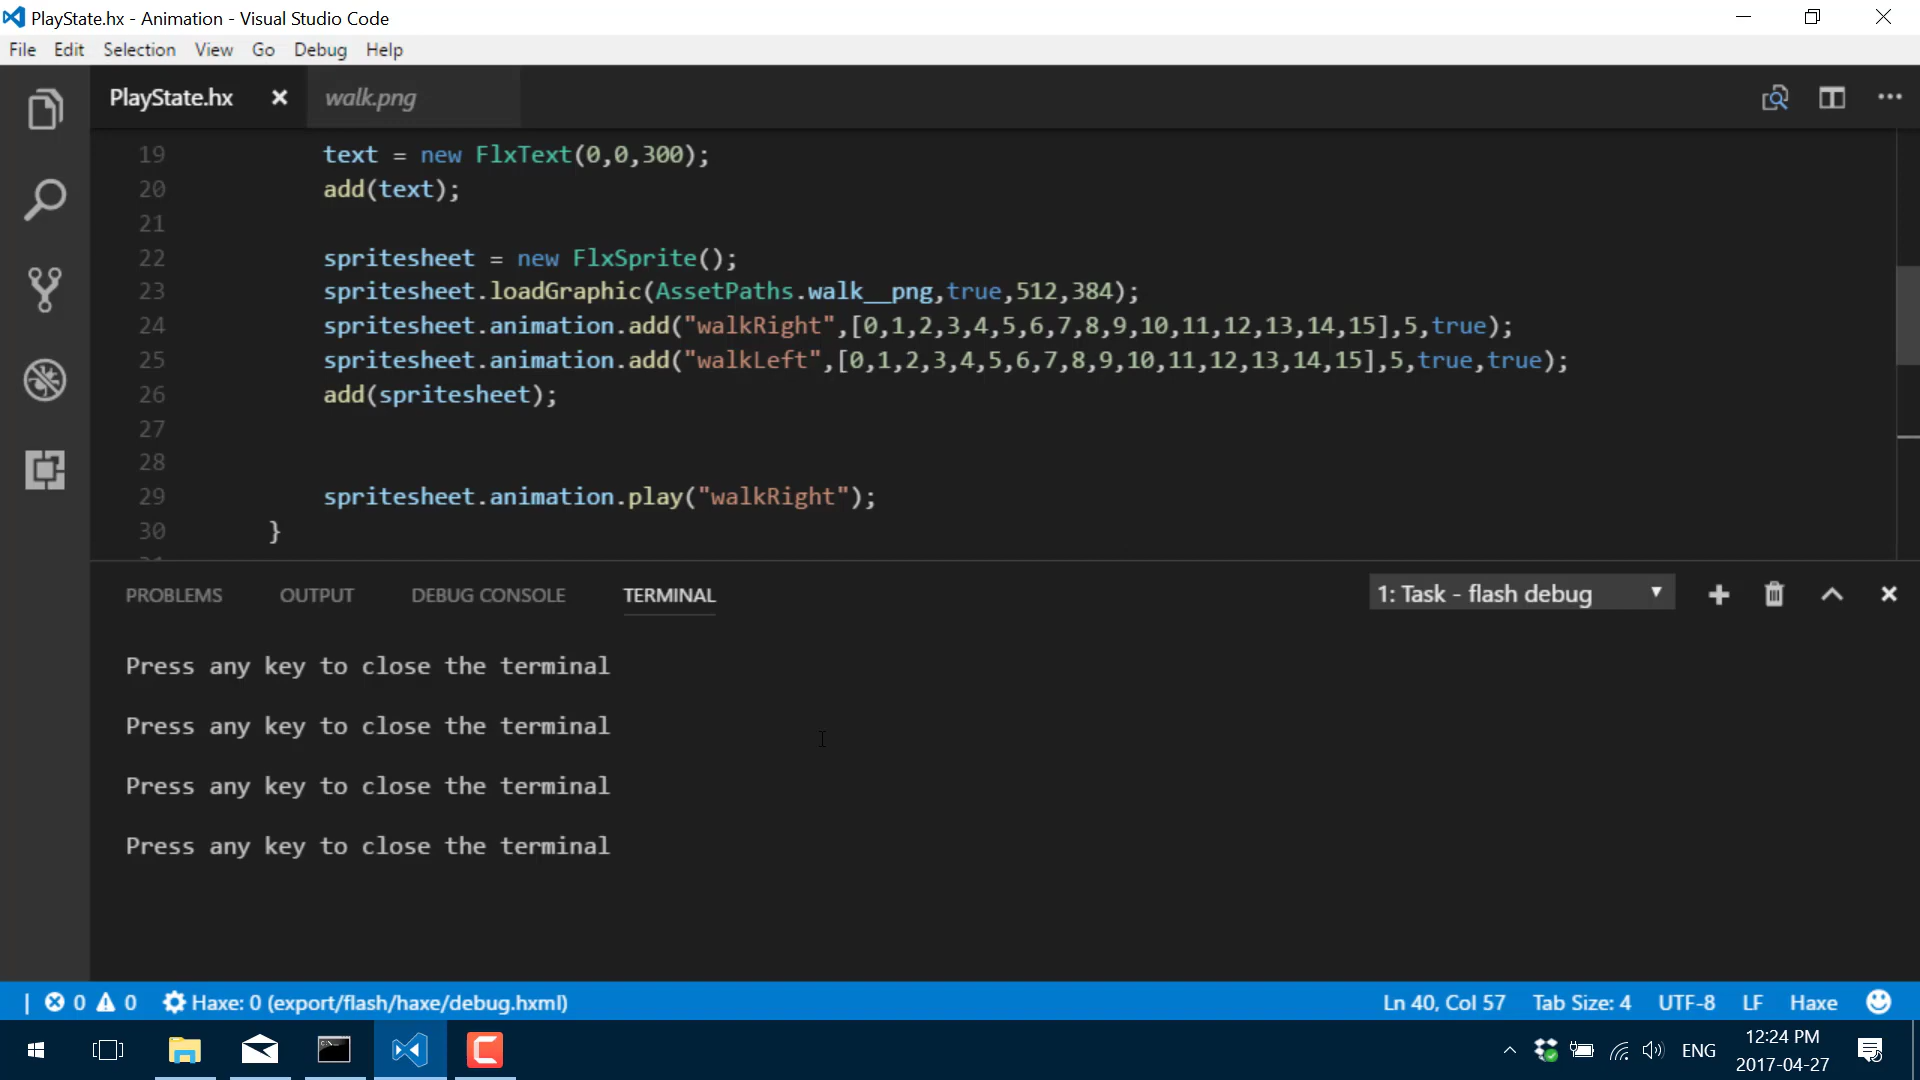 PlayState.hx - Animation - Visual Studio Code
File Edit Selection View Go Debug Help
PlayState.hx walk.png
19 text = new FlxText(0,0,300);
20 add(text);
21
22 spritesheet = new FlxSprite();
23 spritesheet.loadGraphic(AssetPaths.walk__png,true,512,384);
24 spritesheet.animation.add("walkRight",[0,1,2,3,4,5,6,7,8,9,10,11,12,13,14,15],5,true);
25 spritesheet.animation.add("walkLeft",[0,1,2,3,4,5,6,7,8,9,10,11,12,13,14,15],5,true,true);
26 add(spritesheet);
27
28
29 spritesheet.animation.play("walkRight");
30 }
PROBLEMS OUTPUT DEBUG CONSOLE TERMINAL 1: Task - flash debug
Press any key to close the terminal
Press any key to close the terminal
Press any key to close the terminal
Press any key to close the terminal
0 0 Haxe: 0 (export/flash/haxe/debug.hxml) Ln 40, Col 57 Tab Size: 4 UTF-8 LF Haxe
ENG 12:24 PM
2017-04-27